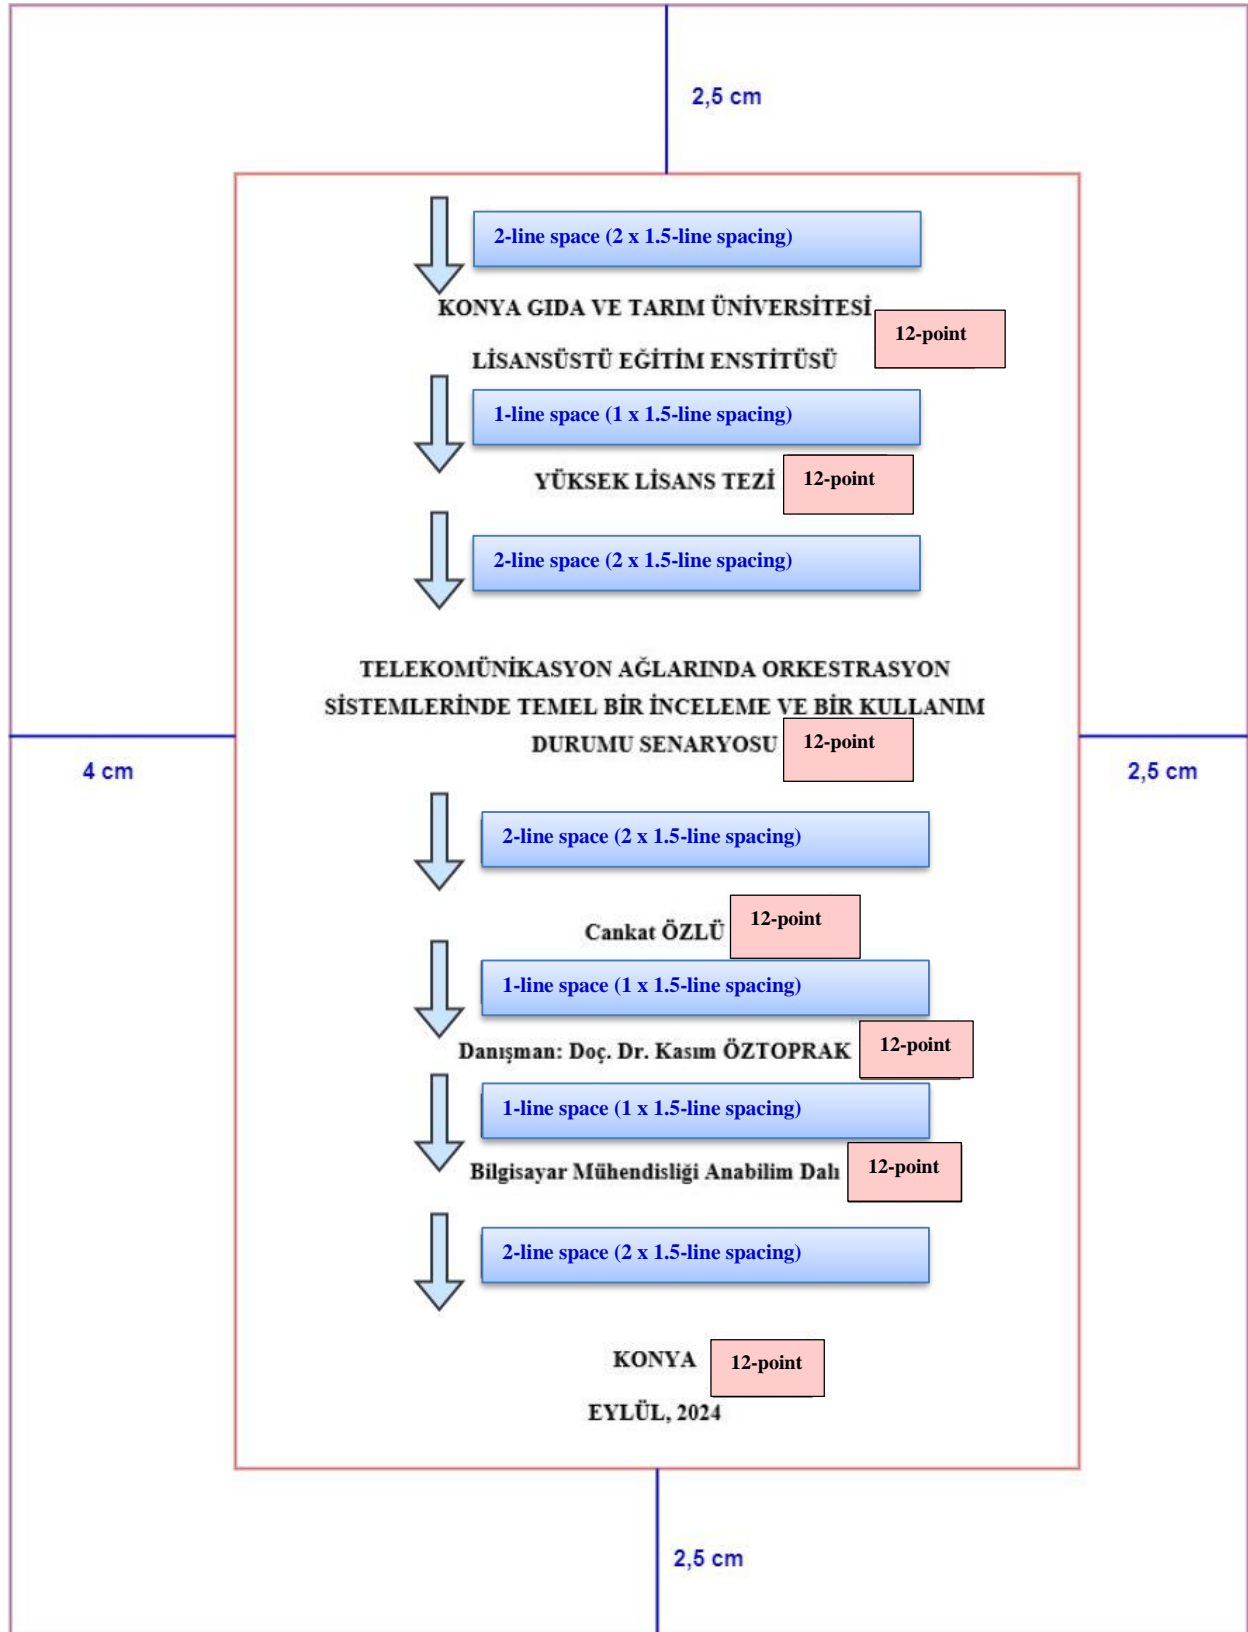 2,5 cm
2-line space (2 x 1.5-line spacing)
KONYA GIDA VE TARIM ÜNİVERSİTESİ
12-point
LİSANSÜSTÜ EĞİTİM ENSTİTÜSÜ
1-line space (1 x 1.5-line spacing)
YÜKSEK LİSANS TEZİ
12-point
2-line space (2 x 1.5-line spacing)
TELEKOMÜNİKASYON AĞLARINDA ORKESTRASYON
SİSTEMLERİNDE TEMEL BİR İNCELEME VE BİR KULLANIM
DURUMU SENARYOSU
12-point
4 cm
2,5 cm
2-line space (2 x 1.5-line spacing)
Cankat ÖZLÜ
12-point
1-line space (1 x 1.5-line spacing)
Danışman: Doç. Dr. Kasım ÖZTOPRAK
12-point
1-line space (1 x 1.5-line spacing)
Bilgisayar Mühendisliği Anabilim Dalı
12-point
2-line space (2 x 1.5-line spacing)
KONYA
12-point
EYLÜL, 2024
2,5 cm